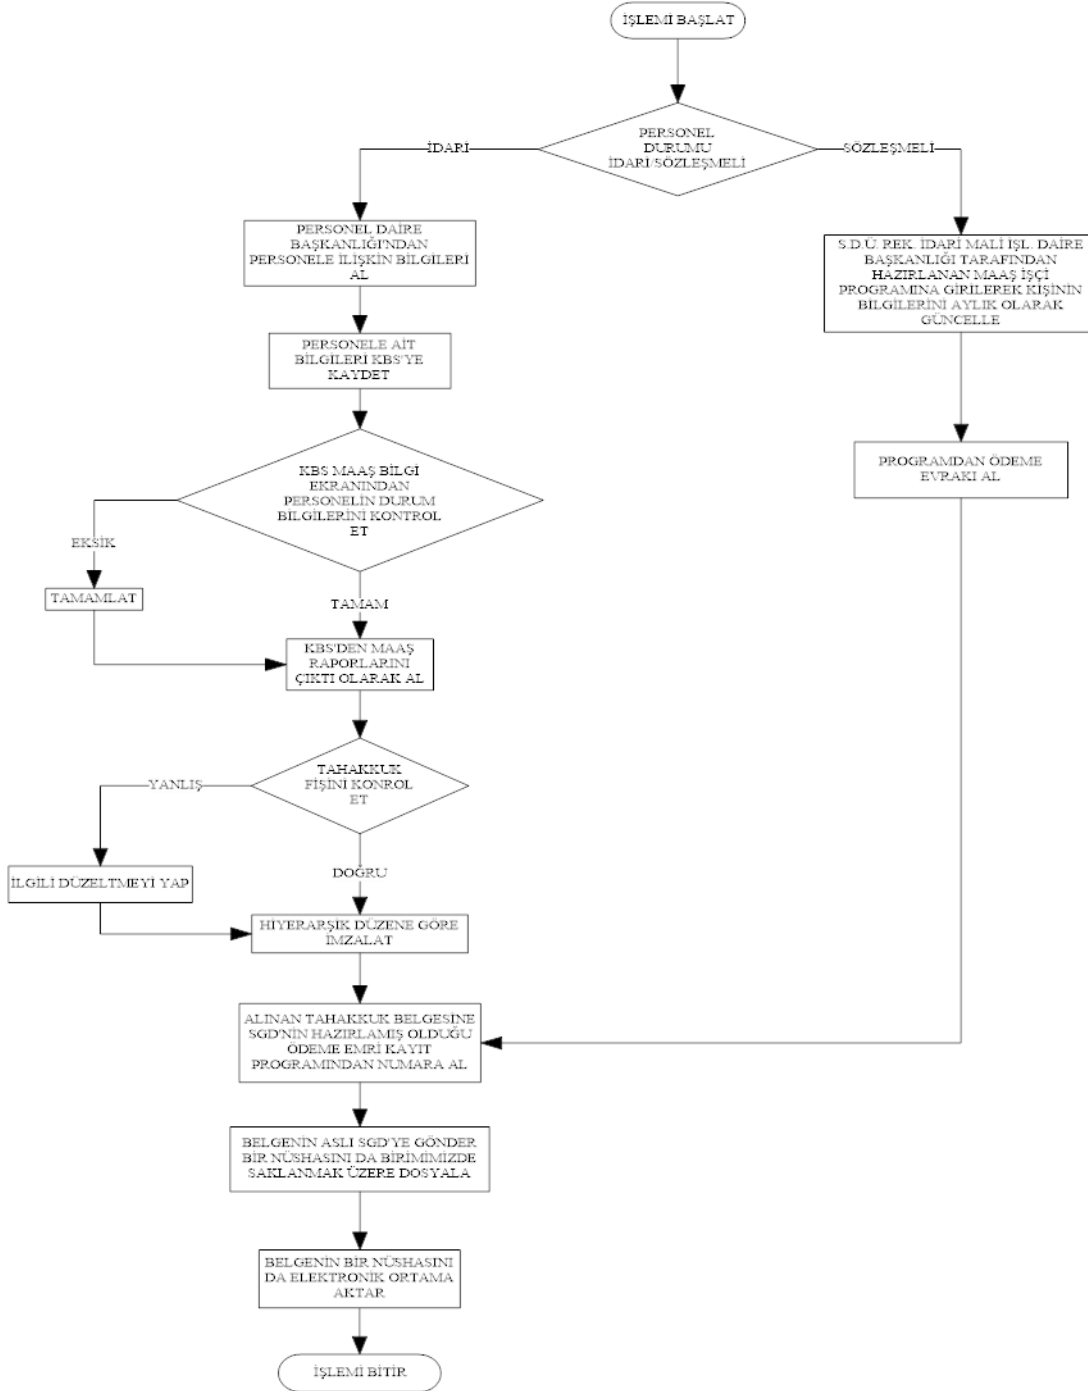 İŞLEMİ BAŞLAT
PERSONEL
DURUMU
İDARİ/SÖZLEŞMELİ
İDARİ
SÖZLEŞMELİ
PERSONEL DAİRE
BAŞKANLIĞI'NDAN
PERSONELE İLİŞKİN BİLGİLERİ
AL
S.D.Ü. REK. İDARİ MALİ İŞL. DAİRE
BAŞKANLIĞI TARAFINDAN
HAZIRLANAN MAAŞ İŞÇİ
PROGRAMINA GİRİLEREK KİŞİNİN
BİLGİLERİNİ AYLIK OLARAK
GÜNCELLE
PERSONELE AİT
BİLGİLERİ KBS'YE
KAYDET
KBS MAAŞ BİLGİ
EKRANINDAN
PERSONELİN DURUM
BİLGİLERİNİ KONTROL
ET
PROGRAMDAN ÖDEME
EVRAKI AL
EKSİK
TAMAMLAT
TAMAM
KBS'DEN MAAŞ
RAPORLARINI
ÇIKTI OLARAK AL
TAHAKKUK
FİŞİNİ KONROL
ET
YANLIŞ
DOĞRU
İLGİLİ DÜZELTMEYİ YAP
HİYERARŞİK DÜZENE GÖRE
İMZALAT
ALINAN TAHAKKUK BELGESİNE
SGD'NİN HAZIRLAMIŞ OLDUĞU
ÖDEME EMRİ KAYIT
PROGRAMINDAN NUMARA AL
BELGENİN ASLI SGD'YE GÖNDER
BİR NÜSHASINI DA BİRİMİMİZDE
SAKLANMAK ÜZERE DOSYALA
BELGENİN BİR NÜSHASINI
DA ELEKTRONİK ORTAMA
AKTAR
İŞLEMİ BİTİR